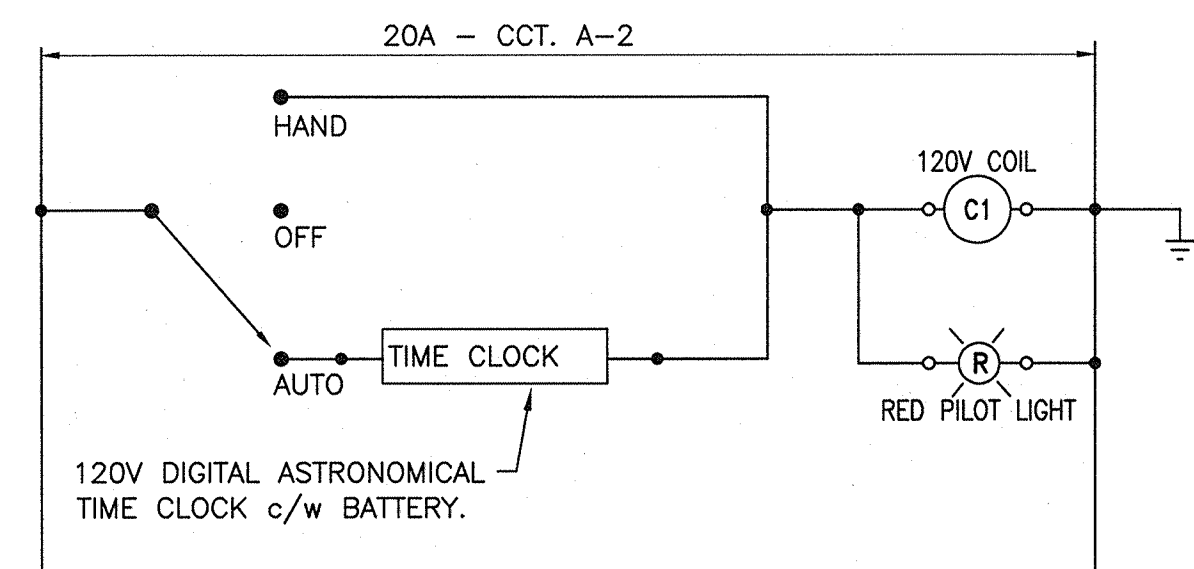 20A - CCT. A-2
HAND
120V COIL
C1
OFF
TIME CLOCK
AUTO
R
RED PILOT LIGHT
120V DIGITAL ASTRONOMICAL
TIME CLOCK c/w BATTERY.